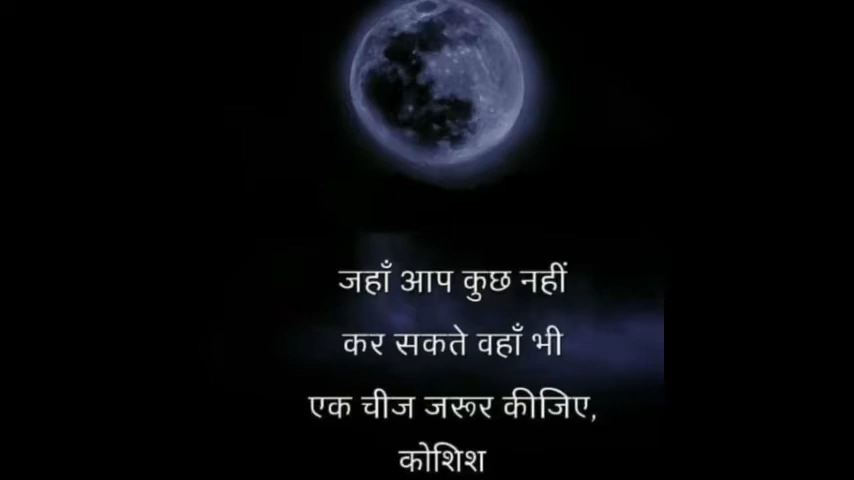 जहाँ आप कुछ नहीं
कर सकते वहाँ भी
एक चीज जरूर कीजिए,
कोशिश